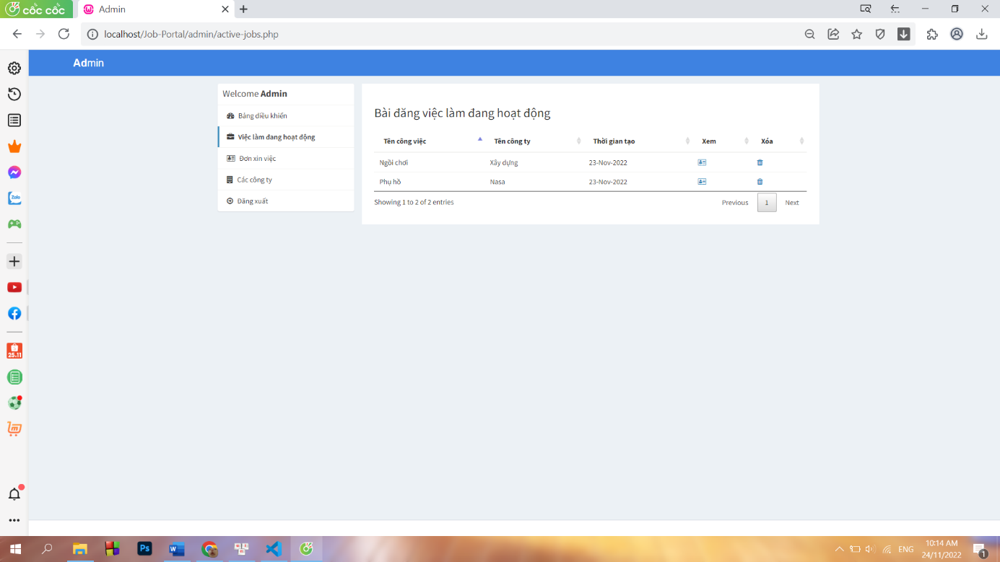 cốc cốc
Admin
localhost/Job-Portal/admin/active-jobs.php
Admin
Welcome Admin
Bảng điều khiển
Việc làm đang hoạt động
Đơn xin việc
Các công ty
Đăng xuất
Bài đăng việc làm đang hoạt động
Tên công việc Tên công ty Thời gian tạo Xem Xóa
Ngồi chơi Xây dựng 23-Nov-2022
Phụ hồ Nasa 23-Nov-2022
Showing 1 to 2 of 2 entries Previous 1 Next
Zalo
25.11
Ps
W
ENG
10:14 AM
24/11/2022
1